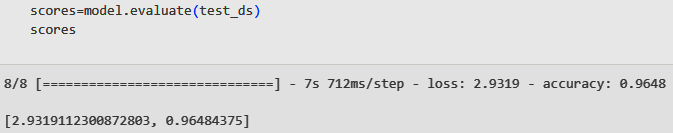 scores=model.evaluate(test_ds)
scores
8/8 [==============================] - 7s 712ms/step - loss: 2.9319 - accuracy: 0.9648
[2.9319112300872803, 0.96484375]